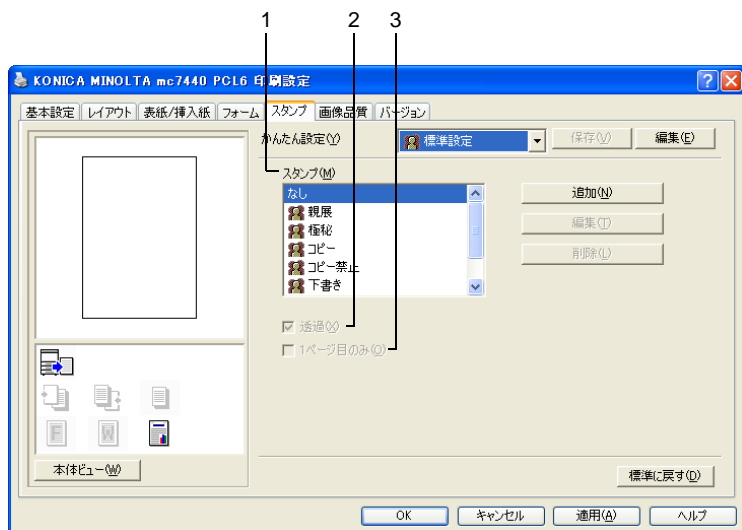 1 2 3
KONICA MINOLTA mc7440 PCL6 印刷設定
基本設定 レイアウト 表紙/挿入紙 フォーム スタンプ 画像品質 バージョン
かんたん設定(Y) 標準設定 保存(V) 編集(E)
スタンプ(M)
なし 追加(N)
親展
極秘 編集(T)
コピー
コピー禁止 削除(L)
下書き
透過(X)
1ページ目のみ(O)
F W
本体ビュー(W) 標準に戻す(D)
OK キャンセル 適用(A) ヘルプ